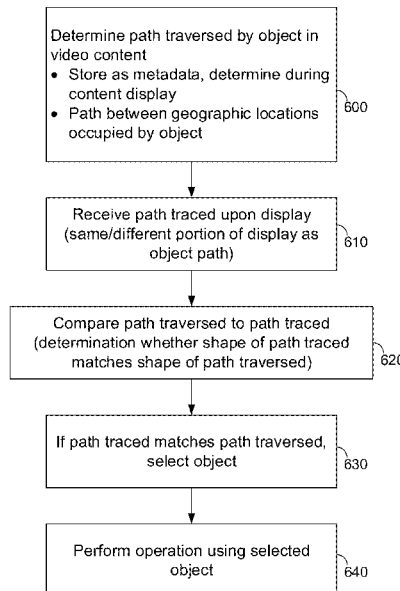 Determine path traversed by object in
video content
• Store as metadata, determine during
content display
• Path between geographic locations
occupied by object
600
Receive path traced upon display
(same/different portion of display as
object path)
610
Compare path traversed to path traced
(determination whether shape of path traced
matches shape of path traversed)
620
If path traced matches path traversed,
select object
630
Perform operation using selected
object
640